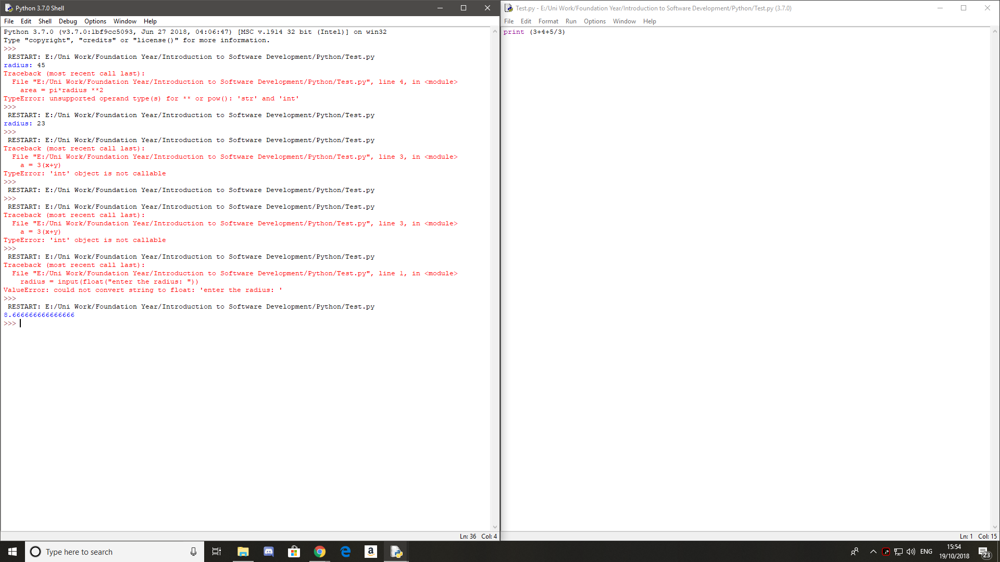 Python 3.7.0 Shell
File Edit Shell Debug Options Window Help
Python 3.7.0 (v3.7.0:1bf9cc5093, Jun 27 2018, 04:06:47) [MSC v.1914 32 bit (Intel)] on win32
Type "copyright", "credits" or "license()" for more information.
>>>
RESTART: E:/Uni Work/Foundation Year/Introduction to Software Development/Python/Test.py
radius: 45
Traceback (most recent call last):
  File "E:/Uni Work/Foundation Year/Introduction to Software Development/Python/Test.py", line 4, in <module>
    area = pi*radius **2
TypeError: unsupported operand type(s) for ** or pow(): 'str' and 'int'
>>>
RESTART: E:/Uni Work/Foundation Year/Introduction to Software Development/Python/Test.py
radius: 23
>>>
RESTART: E:/Uni Work/Foundation Year/Introduction to Software Development/Python/Test.py
Traceback (most recent call last):
  File "E:/Uni Work/Foundation Year/Introduction to Software Development/Python/Test.py", line 3, in <module>
    a = 3(x+y)
TypeError: 'int' object is not callable
>>>
RESTART: E:/Uni Work/Foundation Year/Introduction to Software Development/Python/Test.py
>>>
RESTART: E:/Uni Work/Foundation Year/Introduction to Software Development/Python/Test.py
Traceback (most recent call last):
  File "E:/Uni Work/Foundation Year/Introduction to Software Development/Python/Test.py", line 3, in <module>
    a = 3(x+y)
TypeError: 'int' object is not callable
>>>
RESTART: E:/Uni Work/Foundation Year/Introduction to Software Development/Python/Test.py
Traceback (most recent call last):
  File "E:/Uni Work/Foundation Year/Introduction to Software Development/Python/Test.py", line 1, in <module>
    radius = input(float("enter the radius: "))
ValueError: could not convert string to float: 'enter the radius: '
>>>
RESTART: E:/Uni Work/Foundation Year/Introduction to Software Development/Python/Test.py
8.666666666666666
>>>
Ln: 36 Col: 4
Test.py - E:/Uni Work/Foundation Year/Introduction to Software Development/Python/Test.py (3.7.0)
File Edit Format Run Options Window Help
print (3+4+5/3)
Ln: 1 Col: 15
Type here to search
a
ENG
15:54
19/10/2018
23